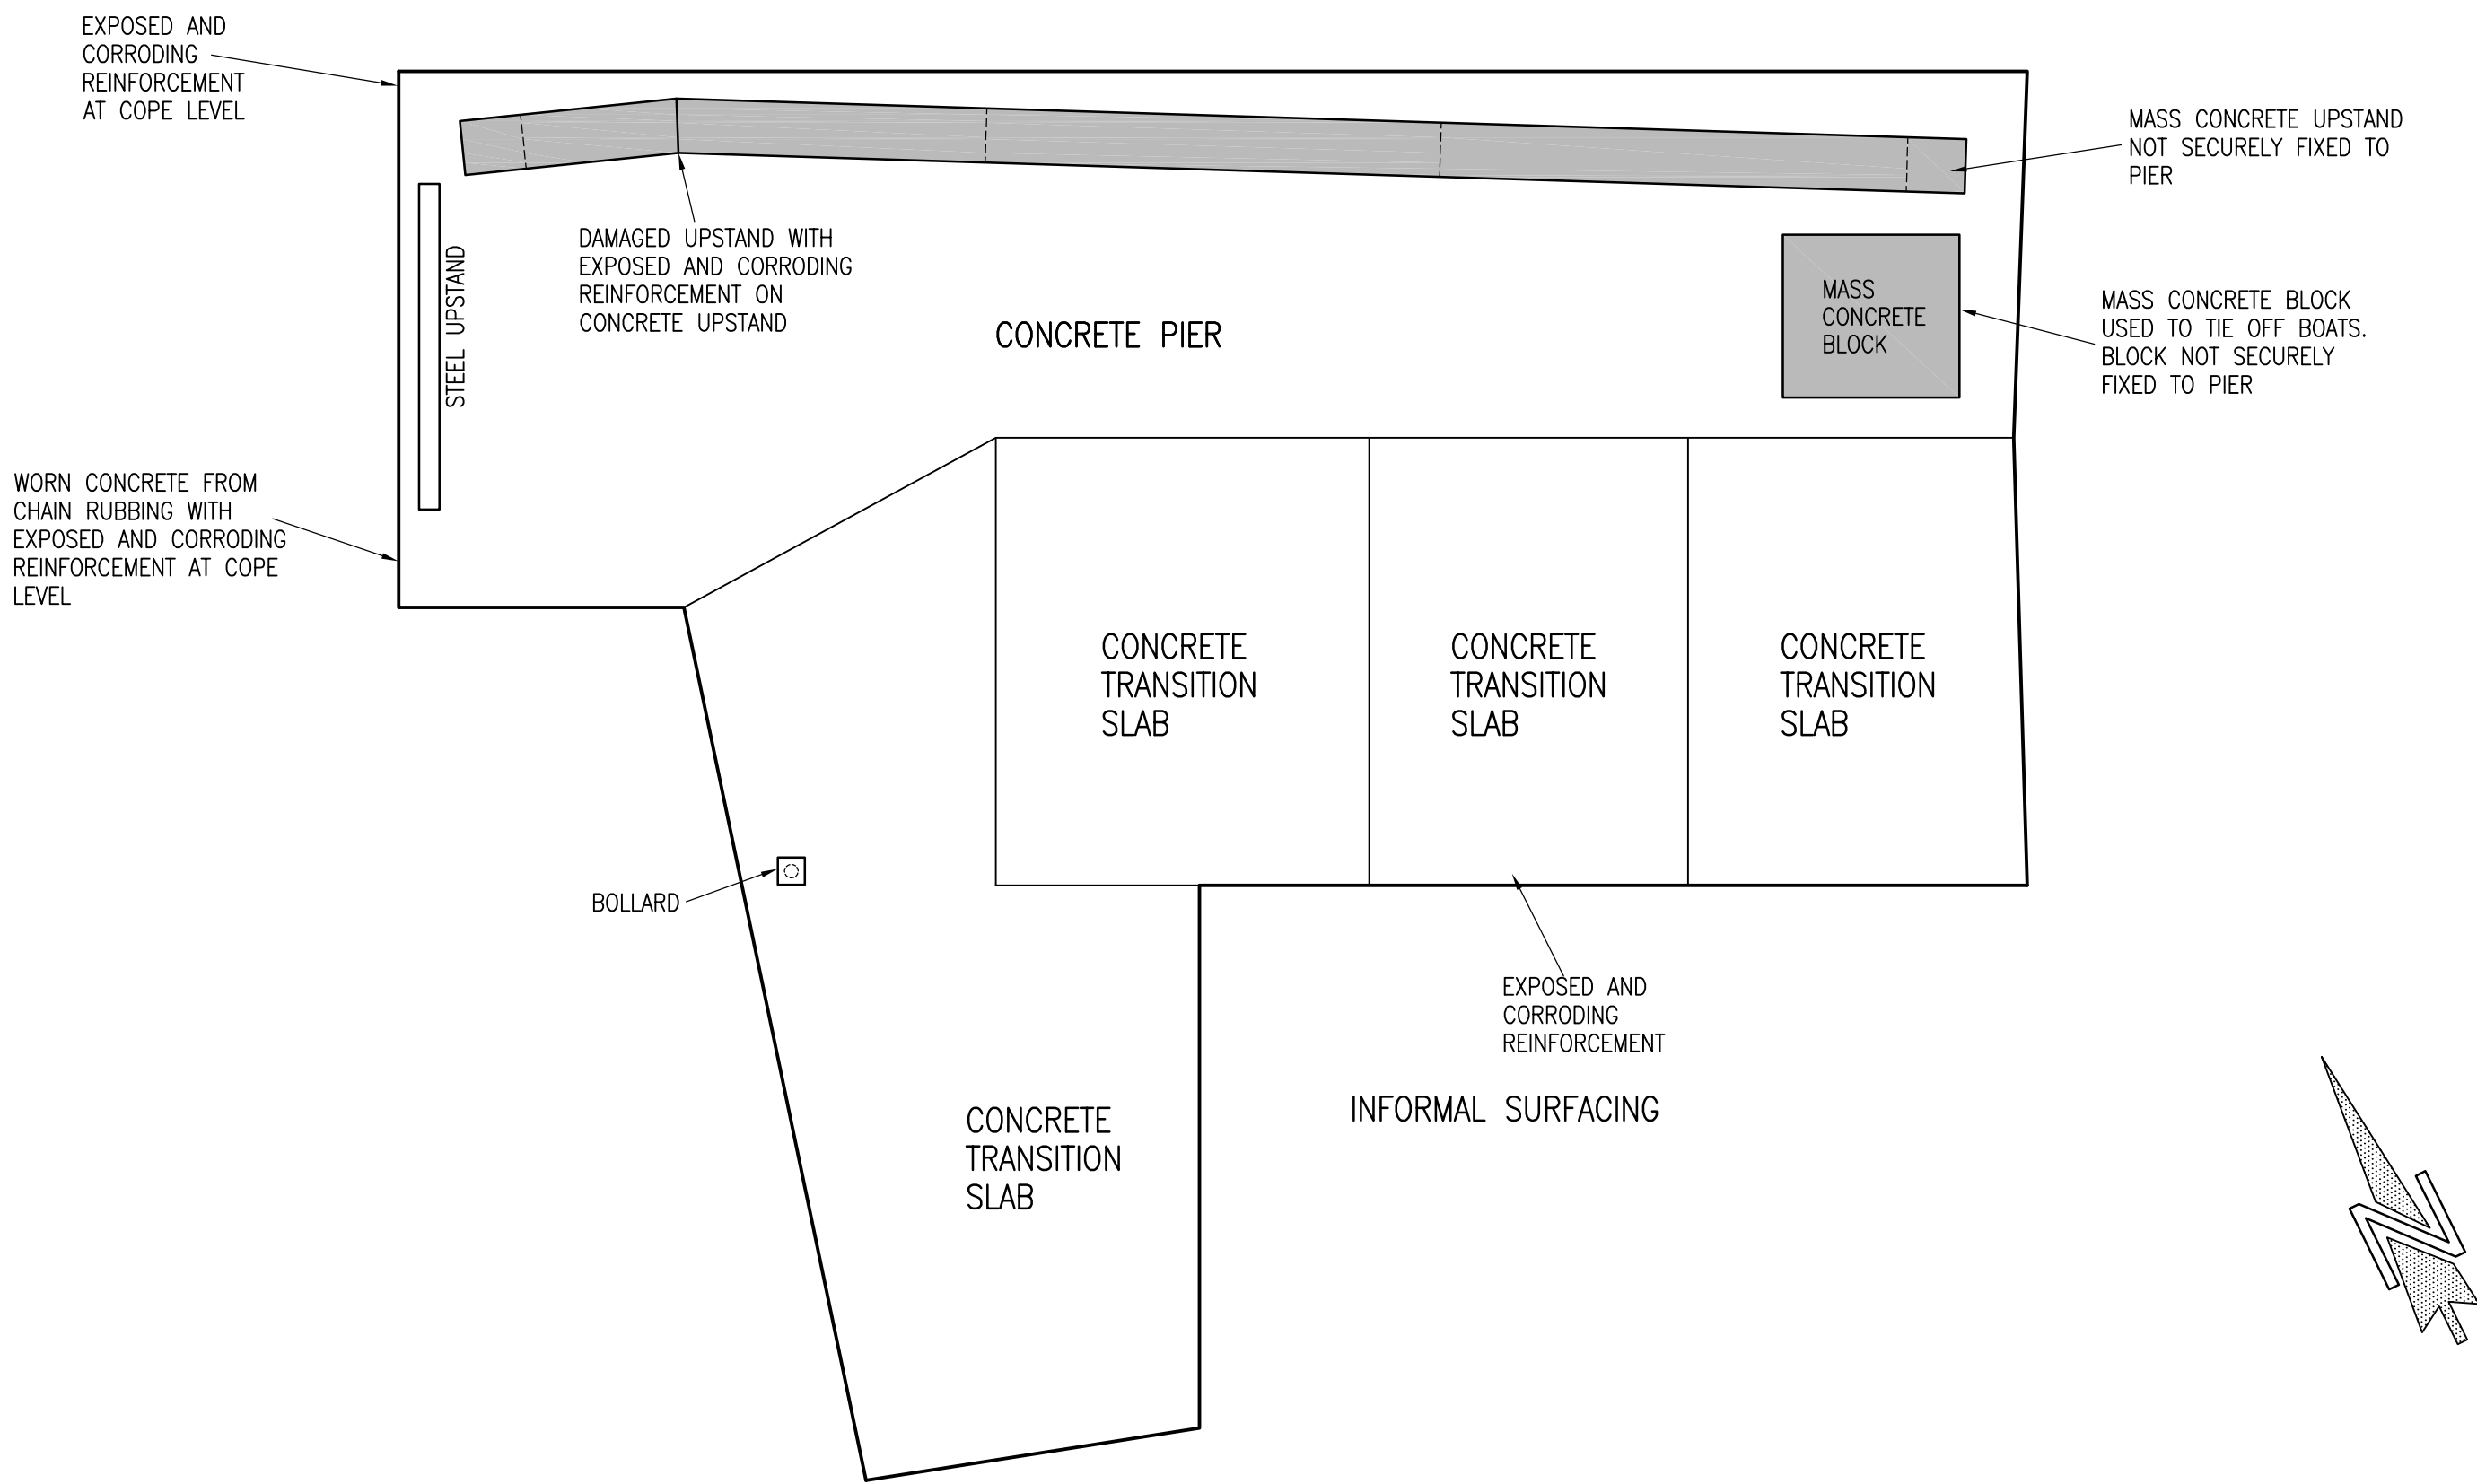 EXPOSED AND
CORRODING
REINFORCEMENT
AT COPE LEVEL
MASS CONCRETE UPSTAND
NOT SECURELY FIXED TO
PIER
DAMAGED UPSTAND WITH
EXPOSED AND CORRODING
REINFORCEMENT ON
CONCRETE UPSTAND
STEEL UPSTAND
CONCRETE PIER
MASS
CONCRETE
BLOCK
MASS CONCRETE BLOCK
USED TO TIE OFF BOATS.
BLOCK NOT SECURELY
FIXED TO PIER
WORN CONCRETE FROM
CHAIN RUBBING WITH
EXPOSED AND CORRODING
REINFORCEMENT AT COPE
LEVEL
CONCRETE
TRANSITION
SLAB
CONCRETE
TRANSITION
SLAB
CONCRETE
TRANSITION
SLAB
BOLLARD
EXPOSED AND
CORRODING
REINFORCEMENT
INFORMAL SURFACING
CONCRETE
TRANSITION
SLAB
N